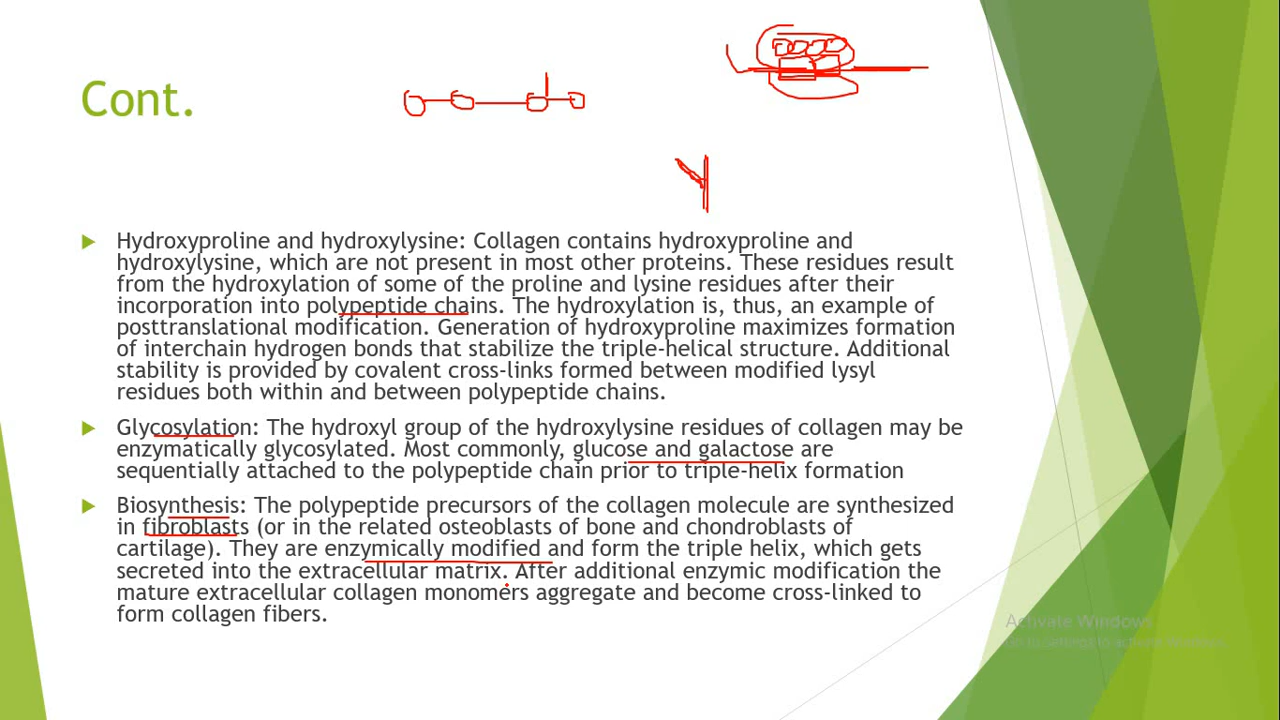 Cont.
Hydroxyproline and hydroxylysine: Collagen contains hydroxyproline and
hydroxylysine, which are not present in most other proteins. These residues result
from the hydroxylation of some of the proline and lysine residues after their
incorporation into polypeptide chains. The hydroxylation is, thus, an example of
posttranslational modification. Generation of hydroxyproline maximizes formation
of interchain hydrogen bonds that stabilize the triple-helical structure. Additional
stability is provided by covalent cross-links formed between modified lysyl
residues both within and between polypeptide chains.
Glycosylation: The hydroxyl group of the hydroxylysine residues of collagen may be
enzymatically glycosylated. Most commonly, glucose and galactose are
sequentially attached to the polypeptide chain prior to triple-helix formation
Biosynthesis: The polypeptide precursors of the collagen molecule are synthesized
in fibroblasts (or in the related osteoblasts of bone and chondroblasts of
cartilage). They are enzymically modified and form the triple helix, which gets
secreted into the extracellular matrix. After additional enzymic modification the
mature extracellular collagen monomers aggregate and become cross-linked to
form collagen fibers.
Activate Windows